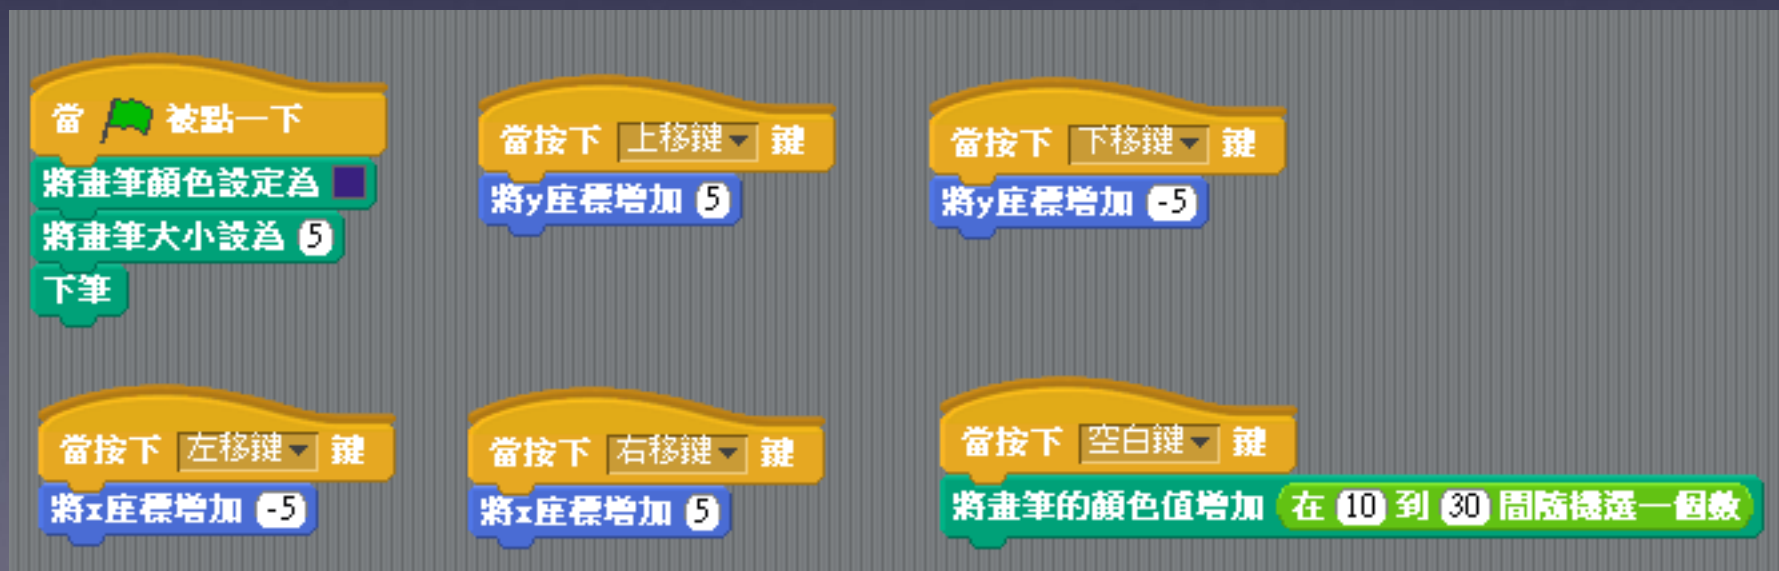 當 被點一下
將畫筆顏色設定為
將畫筆大小設為 5
下筆
當按下 上移鍵 鍵
將y座標增加 5
當按下 下移鍵 鍵
將y座標增加 -5
當按下 左移鍵 鍵
將x座標增加 -5
當按下 右移鍵 鍵
將x座標增加 5
當按下 空白鍵 鍵
將畫筆的顏色值增加 在 10 到 30 間隨機選一個數